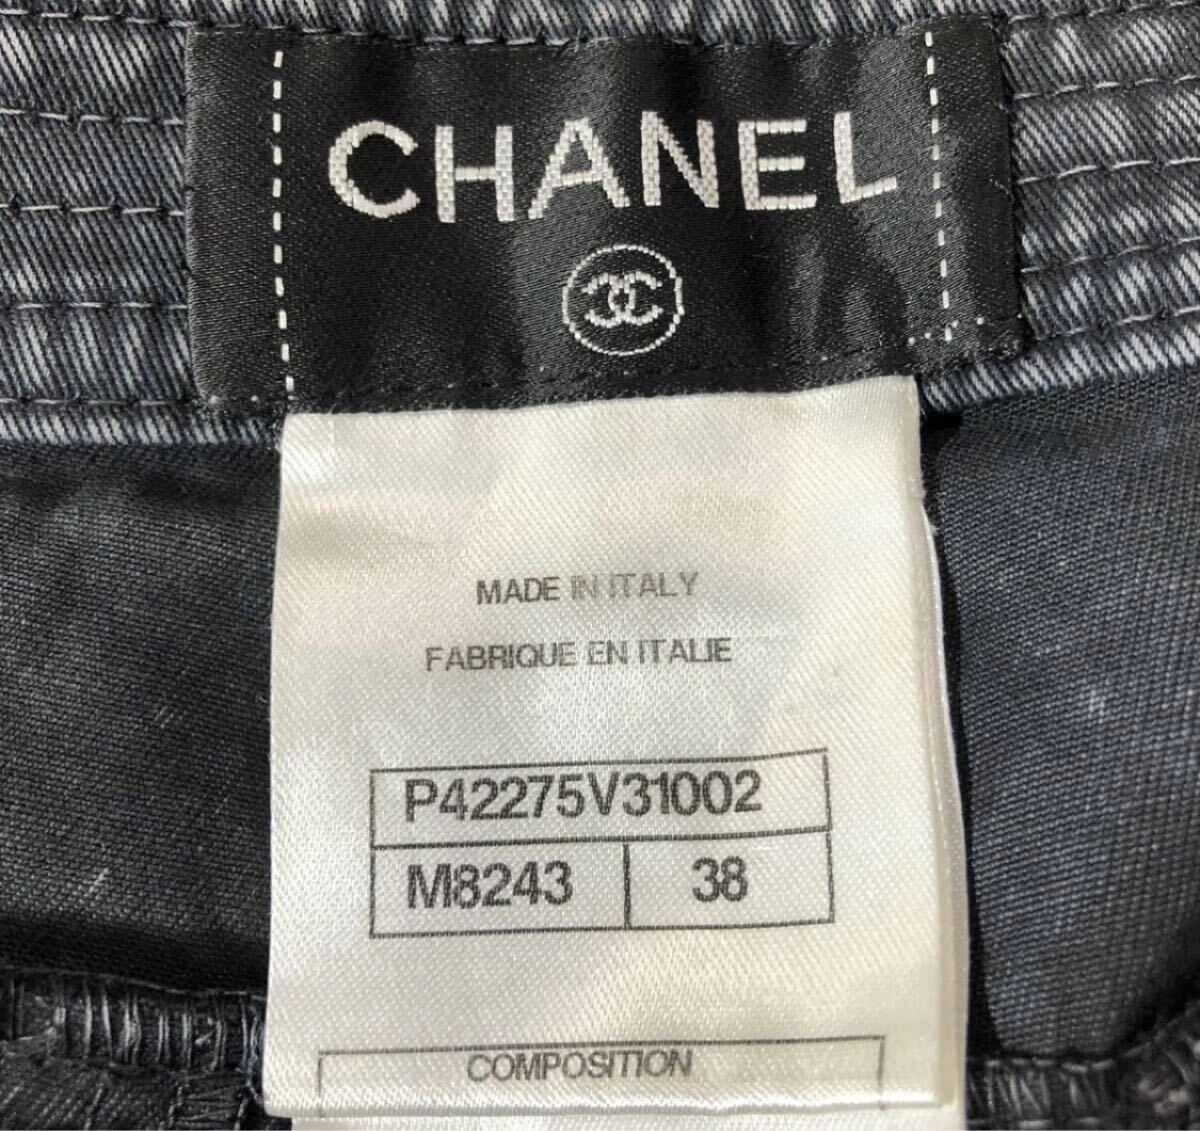 CHANEL
MADE IN ITALY
FABRIQUE EN ITALIE
P42275V31002
M8243 38
COMPOSITION